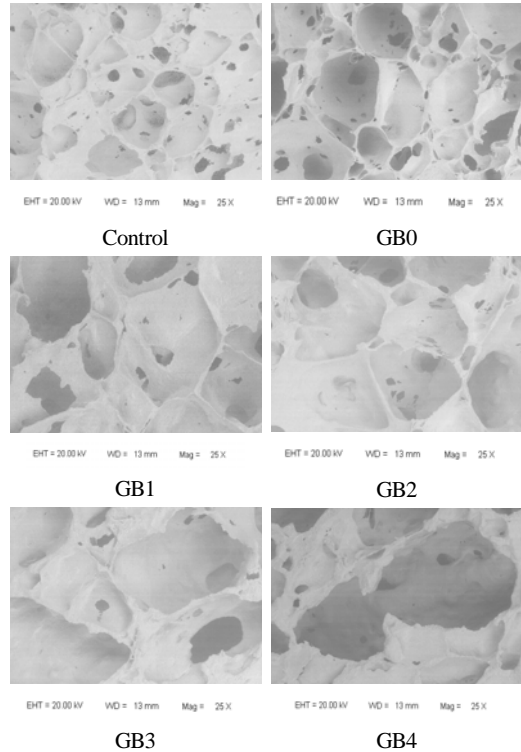 EHT = 20.00 kV WD = 13 mm Mag = 25 X EHT = 20.00 kV WD = 13 mm Mag = 25 X
Control GB0
EHT = 20.00 kV WD = 13 mm Mag = 25 X EHT = 20.00 kV WD = 13 mm Mag = 25 X
GB1 GB2
EHT = 20.00 kV WD = 13 mm Mag = 25 X EHT = 20.00 kV WD = 13 mm Mag = 25 X
GB3 GB4